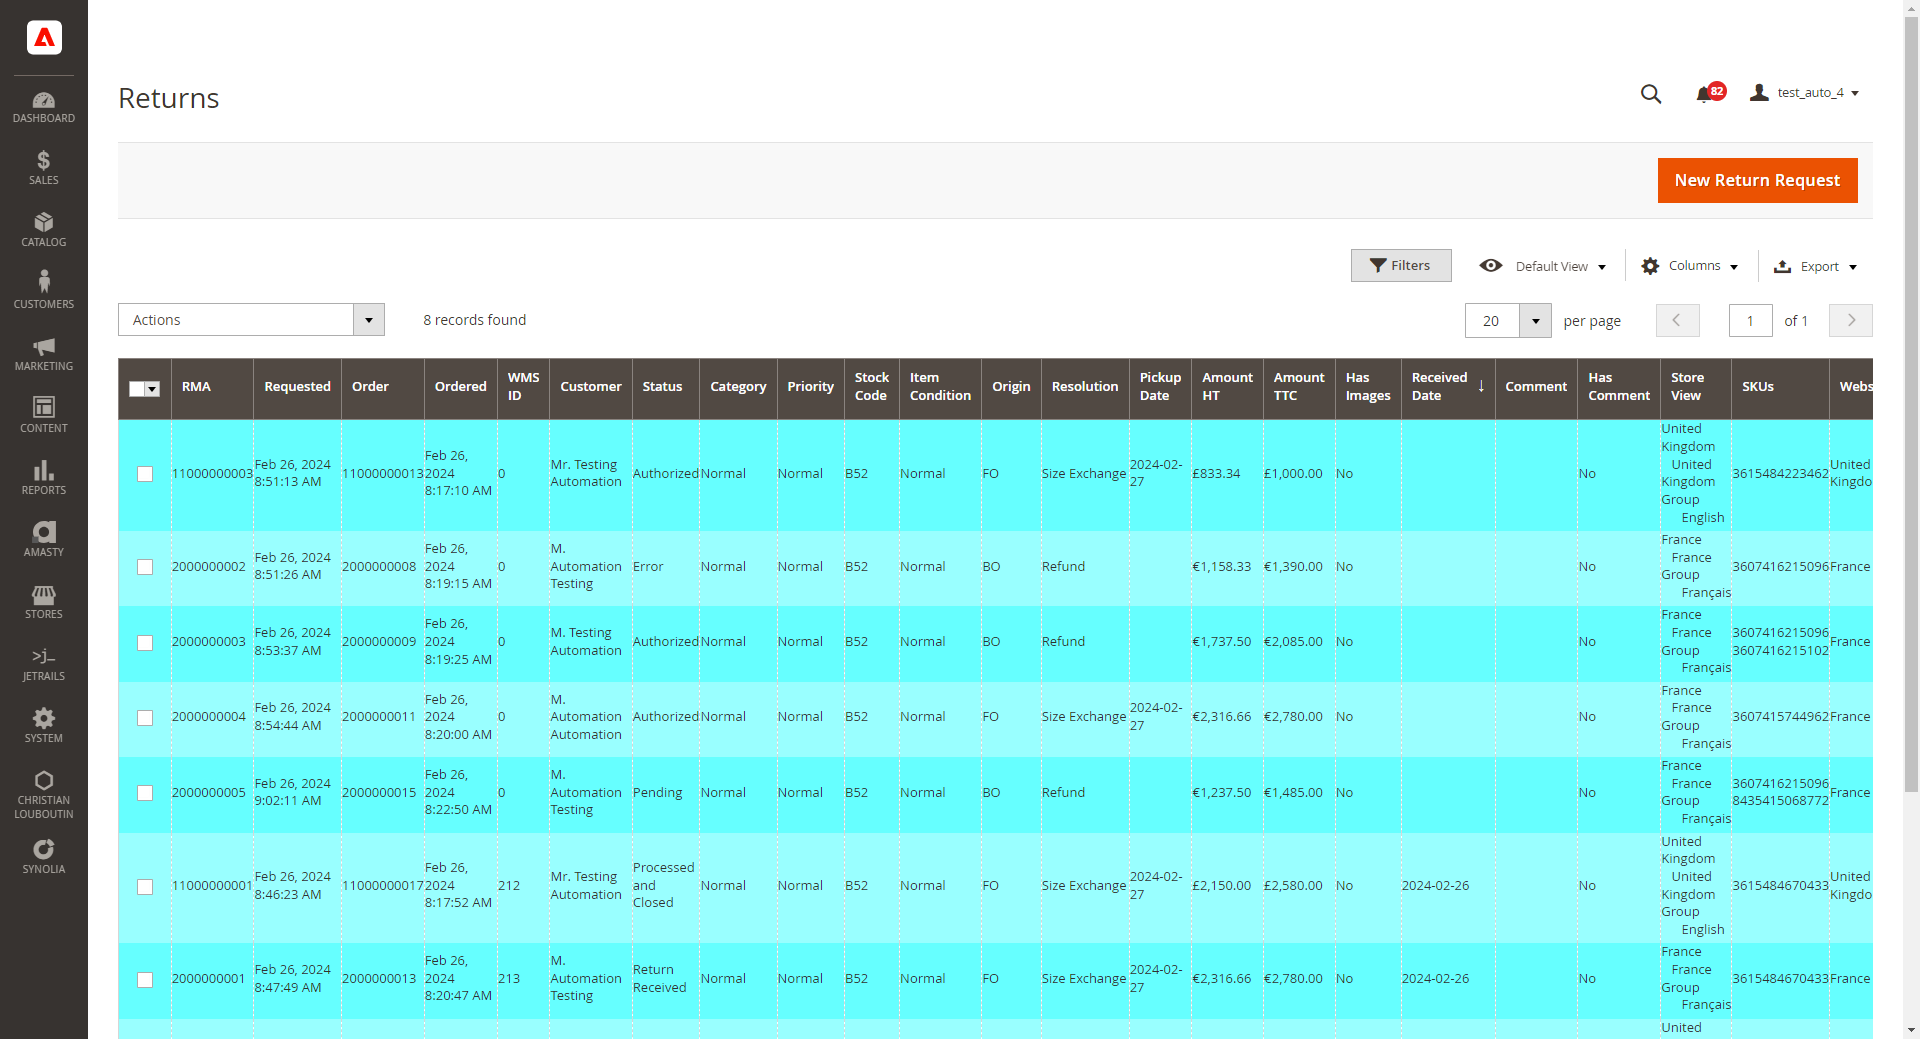 DASHBOARD
SALES
CATALOG
CUSTOMERS
MARKETING
CONTENT
REPORTS
AMASTY
STORES
>j_
JETRAILS
SYSTEM
CHRISTIAN
LOUBOUTIN
SYNOLIA
Returns
82
test_auto_4
New Return Request
Filters
Default View
Columns
Export
Actions
8 records found
20
per page
1
of 1
RMA Requested Order Ordered WMS ID Customer Status Category Priority Stock Code Item Condition Origin Resolution Pickup Date Amount HT Amount TTC Has Images Received Date ↓ Comment Has Comment Store View SKUs Webs
11000000003 Feb 26, 2024 8:51:13 AM 11000000013 Feb 26, 2024 8:17:10 AM 0 Mr. Testing Automation Authorized Normal Normal B52 Normal FO Size Exchange 2024-02-27 £833.34 £1,000.00 No No United Kingdom United Kingdom Group English 3615484223462 United Kingdo
2000000002 Feb 26, 2024 8:51:26 AM 2000000008 Feb 26, 2024 8:19:15 AM 0 M. Automation Testing Error Normal Normal B52 Normal BO Refund €1,158.33 €1,390.00 No No France France Group Français 3607416215096 France
2000000003 Feb 26, 2024 8:53:37 AM 2000000009 Feb 26, 2024 8:19:25 AM 0 M. Testing Automation Authorized Normal Normal B52 Normal BO Refund €1,737.50 €2,085.00 No No France France Group Français 3607416215096 3607416215102 France
2000000004 Feb 26, 2024 8:54:44 AM 2000000011 Feb 26, 2024 8:20:00 AM 0 M. Automation Automation Authorized Normal Normal B52 Normal FO Size Exchange 2024-02-27 €2,316.66 €2,780.00 No No France France Group Français 3607415744962 France
2000000005 Feb 26, 2024 9:02:11 AM 2000000015 Feb 26, 2024 8:22:50 AM 0 M. Automation Testing Pending Normal Normal B52 Normal BO Refund €1,237.50 €1,485.00 No No France France Group Français 3607416215096 8435415068772 France
11000000001 Feb 26, 2024 8:46:23 AM 11000000017 Feb 26, 2024 8:17:52 AM 212 Mr. Testing Automation Processed and Closed Normal Normal B52 Normal FO Size Exchange 2024-02-27 £2,150.00 £2,580.00 No 2024-02-26 No United Kingdom United Kingdom Group English 3615484670433 United Kingdo
2000000001 Feb 26, 2024 8:47:49 AM 2000000013 Feb 26, 2024 8:20:47 AM 213 M. Automation Testing Return Received Normal Normal B52 Normal FO Size Exchange 2024-02-27 €2,316.66 €2,780.00 No 2024-02-26 No France France Group Français 3615484670433 France
United